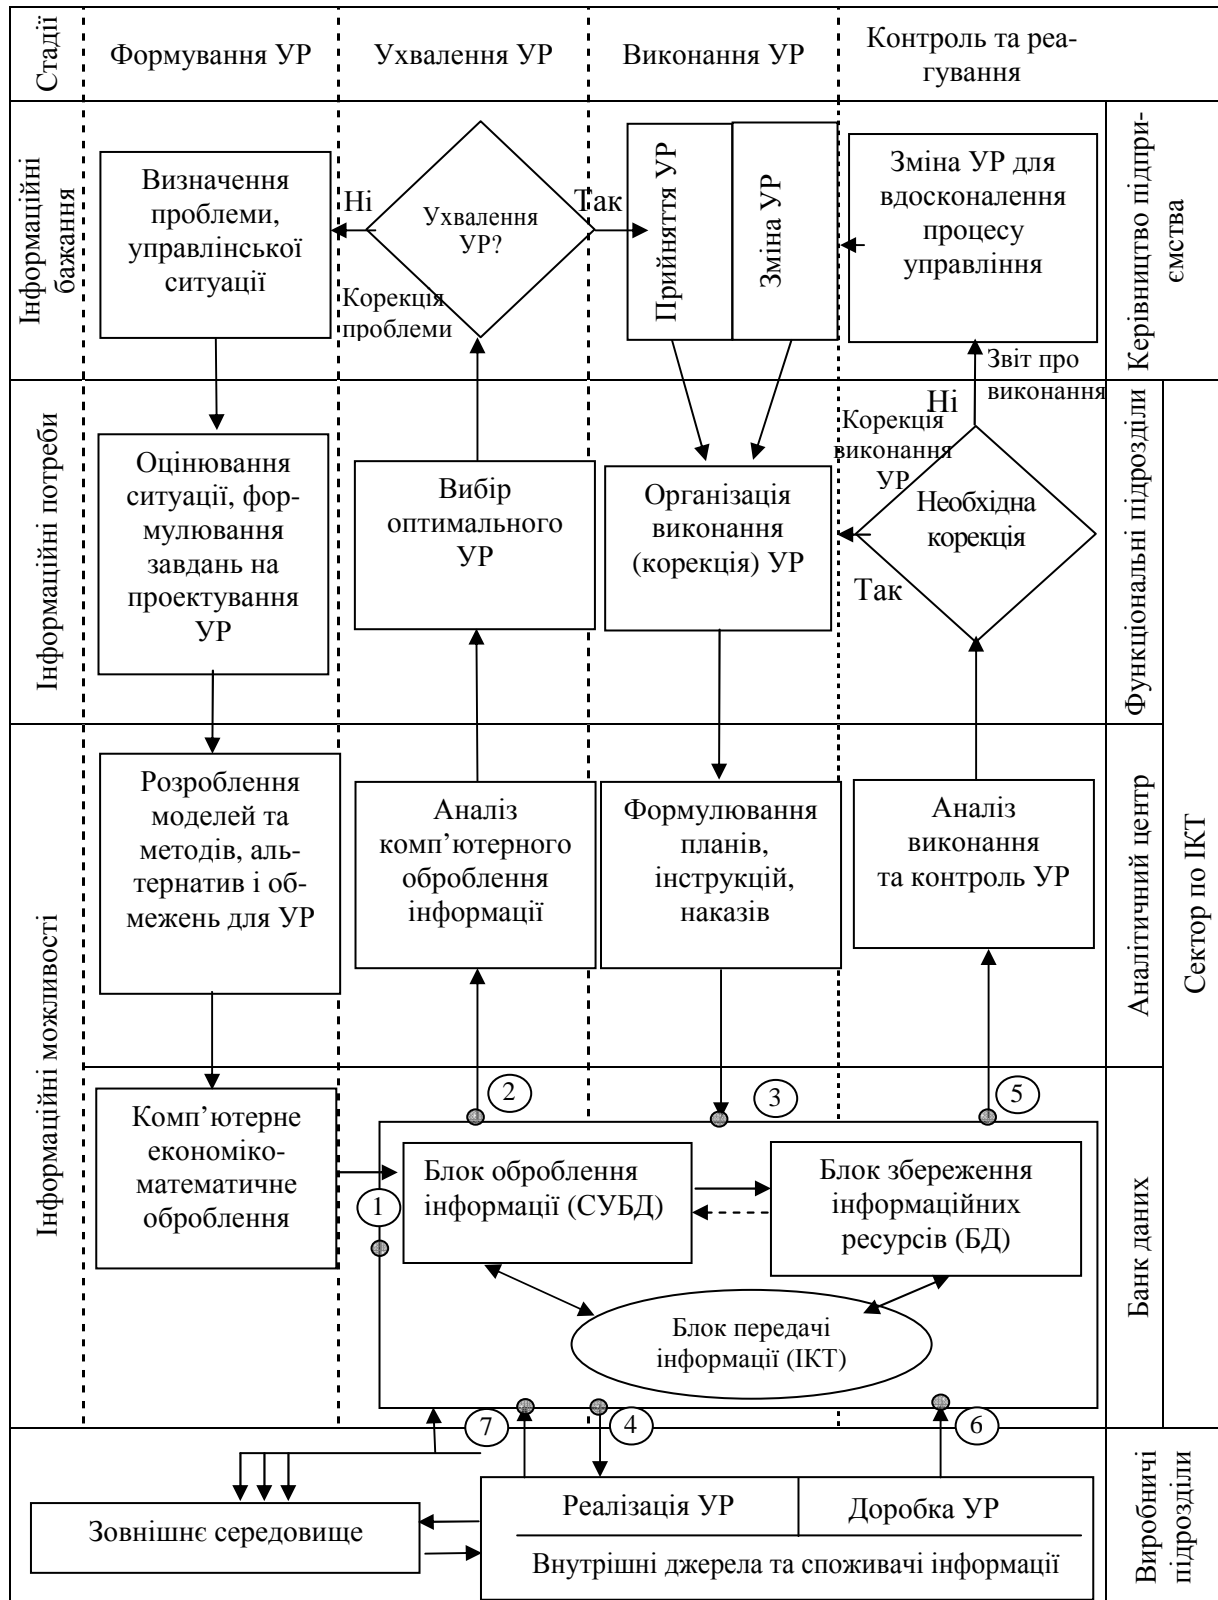 Стадії
Формування УР
Ухвалення УР
Виконання УР
Контроль та реа-
гування
Інформаційні
бажання
Визначення
проблеми,
управлінської
ситуації
Ні
Ухвалення
УР?
Так
Корекція
проблеми
Прийняття УР
Зміна УР
Зміна УР для
вдосконалення
процесу
управління
Керівництво підпри-
ємства
Звіт про
виконання
Інформаційні потреби
Оцінювання
ситуації, фор-
мулювання
завдань на
проектування
УР
Вибір
оптимального
УР
Організація
виконання
(корекція) УР
Ні
Корекція
виконання
УР
Необхідна
корекція
Так
Функціональні підрозділи
Інформаційні можливості
Розроблення
моделей та
методів, аль-
тернатив і об-
межень для УР
Аналіз
комп’ютерного
оброблення
інформації
Формулювання
планів,
інструкцій,
наказів
Аналіз
виконання
та контроль УР
Аналітичний центр
Сектор по ІКТ
Комп’ютерне
економіко-
математичне
оброблення
2
3
5
1
Блок оброблення
інформації (СУБД)
Блок збереження
інформаційних
ресурсів (БД)
Блок передачі
інформації (ІКТ)
Банк даних
7
4
6
Зовнішнє середовище
Реалізація УР
Доробка УР
Внутрішні джерела та споживачі інформації
Виробничі
підрозділи